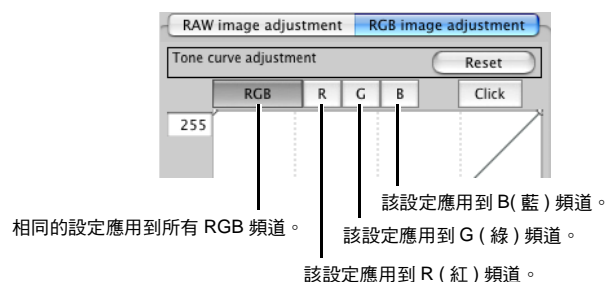 RAW image adjustment RGB image adjustment
Tone curve adjustment Reset
RGB R G B Click
255
該設定應用到 B( 藍 ) 頻道。
相同的設定應用到所有 RGB 頻道。
該設定應用到 G ( 綠 ) 頻道。
該設定應用到 R ( 紅 ) 頻道。